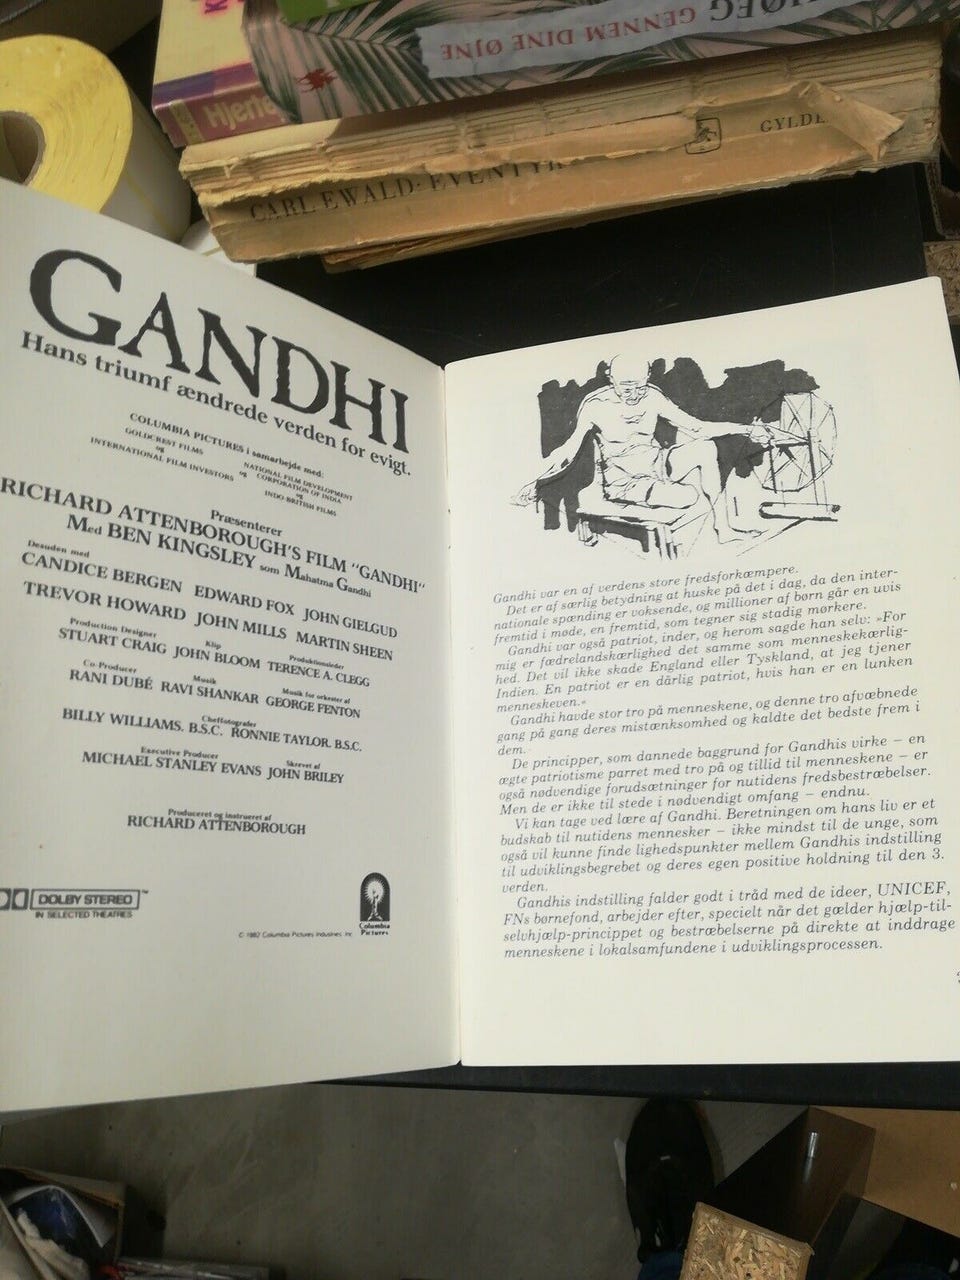 HØEG GENNEM DINE ØJNE
Hjerte
GYLDE
CARL EWALD: EVENTYR
GANDHI
Hans triumf ændrede verden for evigt.
COLUMBIA PICTURES i samarbejde med:
GOLDCREST FILMS
og
INTERNATIONAL FILM INVESTORS
og
NATIONAL FILM DEVELOPMENT
CORPORATION OF INDIA
og
INDO-BRITISH FILMS
Præsenterer
RICHARD ATTENBOROUGH'S FILM "GANDHI"
Med BEN KINGSLEY som Mahatma Gandhi
Desuden med
CANDICE BERGEN EDWARD FOX JOHN GIELGUD
TREVOR HOWARD JOHN MILLS MARTIN SHEEN
Production Designer Klip Produktionsleder
STUART CRAIG JOHN BLOOM TERENCE A. CLEGG
Co-Producer Musik Musik for orkester af
RANI DUBÉ RAVI SHANKAR GEORGE FENTON
Cheffotografer
BILLY WILLIAMS, B.S.C. RONNIE TAYLOR, B.S.C.
Executive Producer Skrevet af
MICHAEL STANLEY EVANS JOHN BRILEY
Produceret og instrueret af
RICHARD ATTENBOROUGH
DOLBY STEREO ™
IN SELECTED THEATRES
© 1982 Columbia Pictures Industries, Inc.
Columbia
Pictures
Gandhi var en af verdens store fredsforkæmpere.
Det er af særlig betydning at huske på det i dag, da den inter-
nationale spænding er voksende, og millioner af børn går en uvis
fremtid i møde, en fremtid, som tegner sig stadig mørkere.
Gandhi var også patriot, inder, og herom sagde han selv: »For
mig er fædrelandskærlighed det samme som menneskekærlig-
hed. Det vil ikke skade England eller Tyskland, at jeg tjener
Indien. En patriot er en dårlig patriot, hvis han er en lunken
menneskeven.«
Gandhi havde stor tro på menneskene, og denne tro afvæbnede
gang på gang deres mistænksomhed og kaldte det bedste frem i
dem.
De principper, som dannede baggrund for Gandhis virke – en
ægte patriotisme parret med tro på og tillid til menneskene – er
også nødvendige forudsætninger for nutidens fredsbestræbelser.
Men de er ikke til stede i nødvendigt omfang – endnu.
Vi kan tage ved lære af Gandhi. Beretningen om hans liv er et
budskab til nutidens mennesker – ikke mindst til de unge, som
også vil kunne finde lighedspunkter mellem Gandhis indstilling
til udviklingsbegrebet og deres egen positive holdning til den 3.
verden.
Gandhis indstilling falder godt i tråd med de ideer, UNICEF,
FNs børnefond, arbejder efter, specielt når det gælder hjælp-til-
selvhjælp-princippet og bestræbelserne på direkte at inddrage
menneskene i lokalsamfundene i udviklingsprocessen.